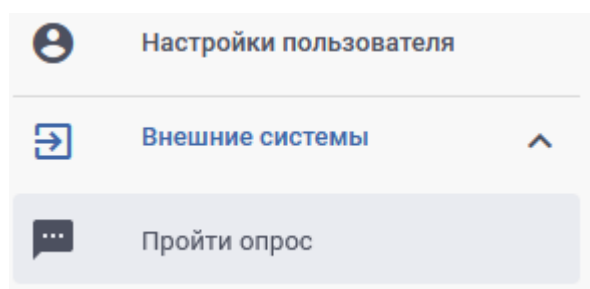 Настройки пользователя
Внешние системы
Пройти опрос